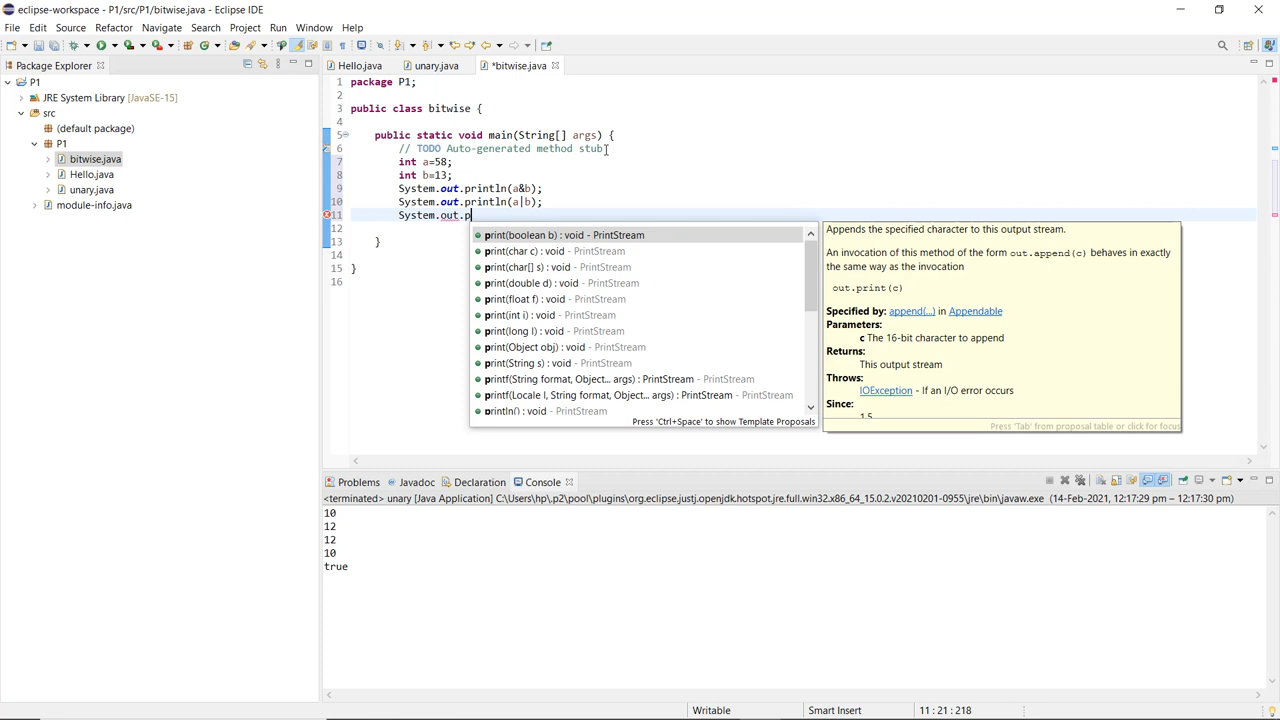 eclipse-workspace - P1/src/P1/bitwise.java - Eclipse IDE
File Edit Source Refactor Navigate Search Project Run Window Help
Package Explorer
P1
JRE System Library [JavaSE-15]
src
(default package)
P1
bitwise.java
Hello.java
unary.java
module-info.java
Hello.java unary.java *bitwise.java
1 package P1;
2
3 public class bitwise {
4
5 public static void main(String[] args) {
6 // TODO Auto-generated method stub
7 int a=58;
8 int b=13;
9 System.out.println(a&b);
10 System.out.println(a|b);
11 System.out.p
12
13 }
14
15 }
16
print(boolean b) : void - PrintStream
print(char c) : void - PrintStream
print(char[] s) : void - PrintStream
print(double d) : void - PrintStream
print(float f) : void - PrintStream
print(int i) : void - PrintStream
print(long l) : void - PrintStream
print(Object obj) : void - PrintStream
print(String s) : void - PrintStream
printf(String format, Object... args) : PrintStream - PrintStream
printf(Locale l, String format, Object... args) : PrintStream - PrintStream
println() : void - PrintStream
Press 'Ctrl+Space' to show Template Proposals
Appends the specified character to this output stream.
An invocation of this method of the form out.append(c) behaves in exactly
the same way as the invocation
out.print(c)
Specified by: append(...) in Appendable
Parameters:
c The 16-bit character to append
Returns:
This output stream
Throws:
IOException - If an I/O error occurs
Since:
1.5
Press 'Tab' from proposal table or click for focus
Problems Javadoc Declaration Console
<terminated> unary [Java Application] C:\Users\hp\.p2\pool\plugins\org.eclipse.justj.openjdk.hotspot.jre.full.win32.x86_64_15.0.2.v20210201-0955\jre\bin\javaw.exe (14-Feb-2021, 12:17:29 pm – 12:17:30 pm)
10
12
12
10
true
Writable Smart Insert 11 : 21 : 218